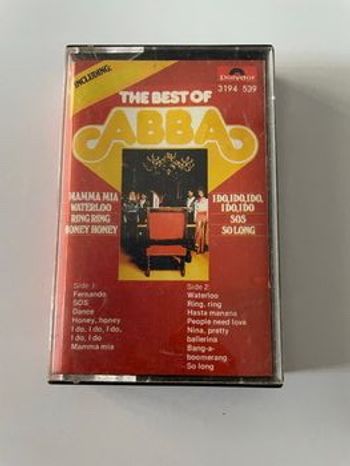 INCLUDING:
Polydor
3194 539
THE BEST OF
ABBA
MAMMA MIA
WATERLOO
RING RING
HONEY HONEY
I DO, I DO, I DO,
I DO, I DO
SOS
SO LONG
Side 1:
Fernando
SOS
Dance
Honey, honey
I do, I do, I do,
I do, I do
Mamma mia
Side 2:
Waterloo
Ring, ring
Hasta manana
People need love
Nina, pretty
ballerina
Bang-a-
boomerang
So long